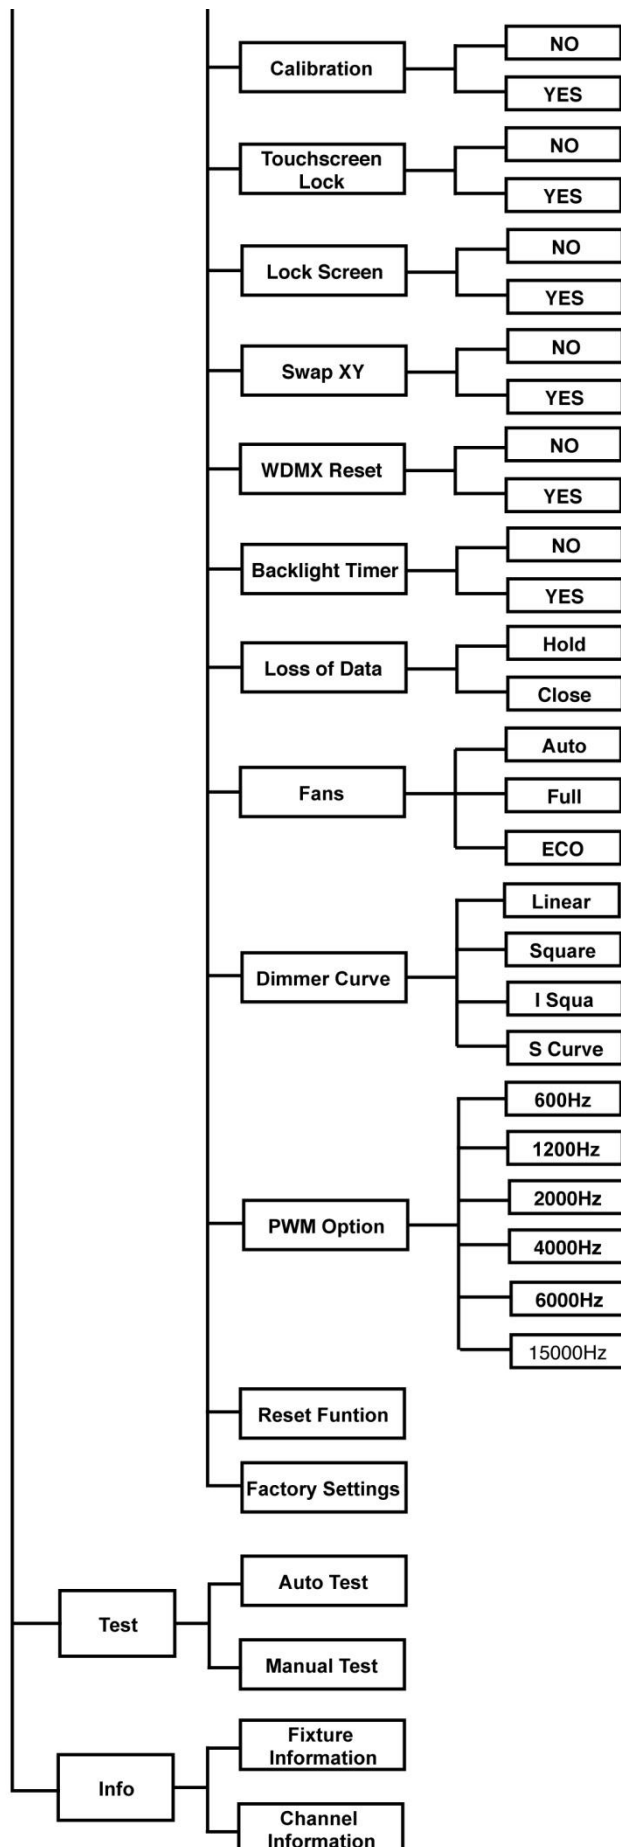 Calibration
NO
YES
Touchscreen
Lock
NO
YES
Lock Screen
NO
YES
Swap XY
NO
YES
WDMX Reset
NO
YES
Backlight Timer
NO
YES
Loss of Data
Hold
Close
Fans
Auto
Full
ECO
Dimmer Curve
Linear
Square
I Squa
S Curve
PWM Option
600Hz
1200Hz
2000Hz
4000Hz
6000Hz
15000Hz
Reset Funtion
Factory Settings
Test
Auto Test
Manual Test
Info
Fixture
Information
Channel
Information